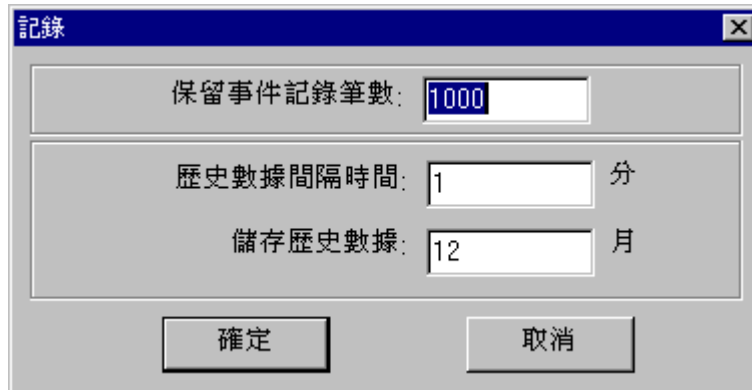 記錄
保留事件記錄筆數: 1000
歷史數據間隔時間: 1 分
儲存歷史數據: 12 月
確定 取消